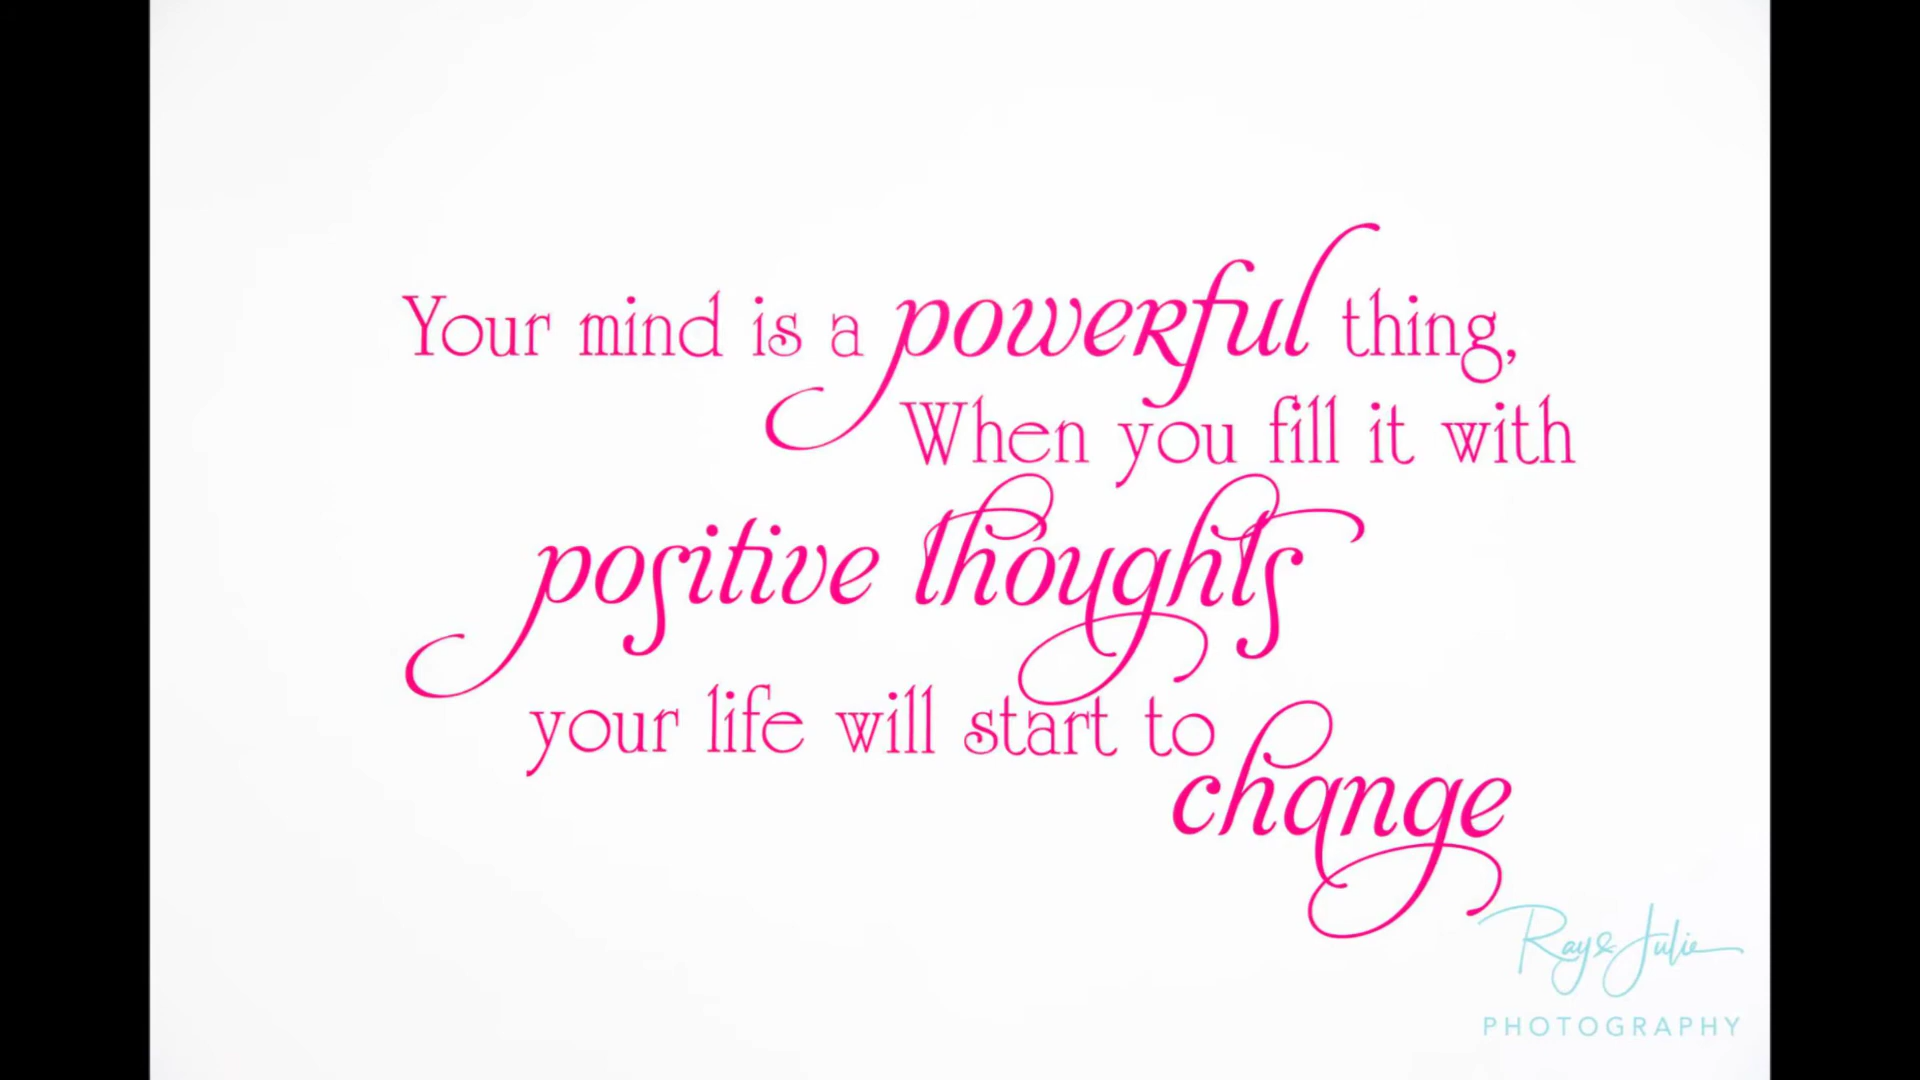 Your mind is a powerful thing,
When you fill it with
positive thoughts
your life will start to
change
Ray & Julie
PHOTOGRAPHY